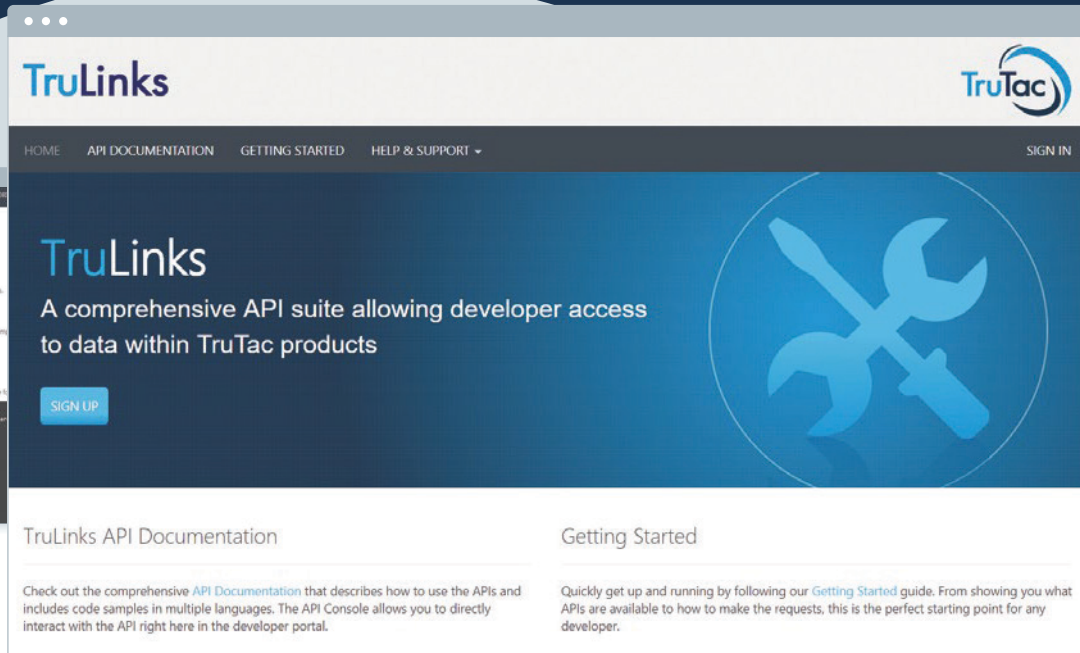 TruLinks
TruTac
HOME API DOCUMENTATION GETTING STARTED HELP & SUPPORT SIGN IN
TruLinks
A comprehensive API suite allowing developer access
to data within TruTac products
SIGN UP
TruLinks API Documentation
Check out the comprehensive API Documentation that describes how to use the APIs and
includes code samples in multiple languages. The API Console allows you to directly
interact with the API right here in the developer portal.
Getting Started
Quickly get up and running by following our Getting Started guide. From showing you what
APIs are available to how to make the requests, this is the perfect starting point for any
developer.